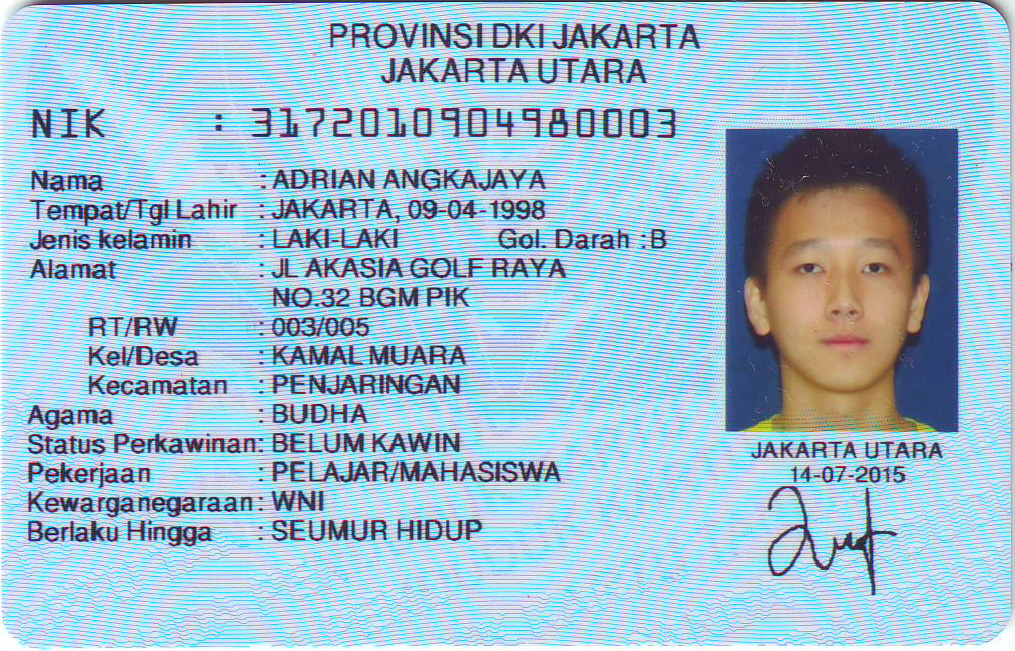 PROVINSI DKI JAKARTA
JAKARTA UTARA
NIK : 3172010904980003
Nama : ADRIAN ANGKAJAYA
Tempat/Tgl Lahir : JAKARTA, 09-04-1998
Jenis kelamin : LAKI-LAKI Gol. Darah : B
Alamat : JL AKASIA GOLF RAYA
NO.32 BGM PIK
RT/RW : 003/005
Kel/Desa : KAMAL MUARA
Kecamatan : PENJARINGAN
Agama : BUDHA
Status Perkawinan: BELUM KAWIN
Pekerjaan : PELAJAR/MAHASISWA
Kewarganegaraan: WNI
Berlaku Hingga : SEUMUR HIDUP
JAKARTA UTARA
14-07-2015